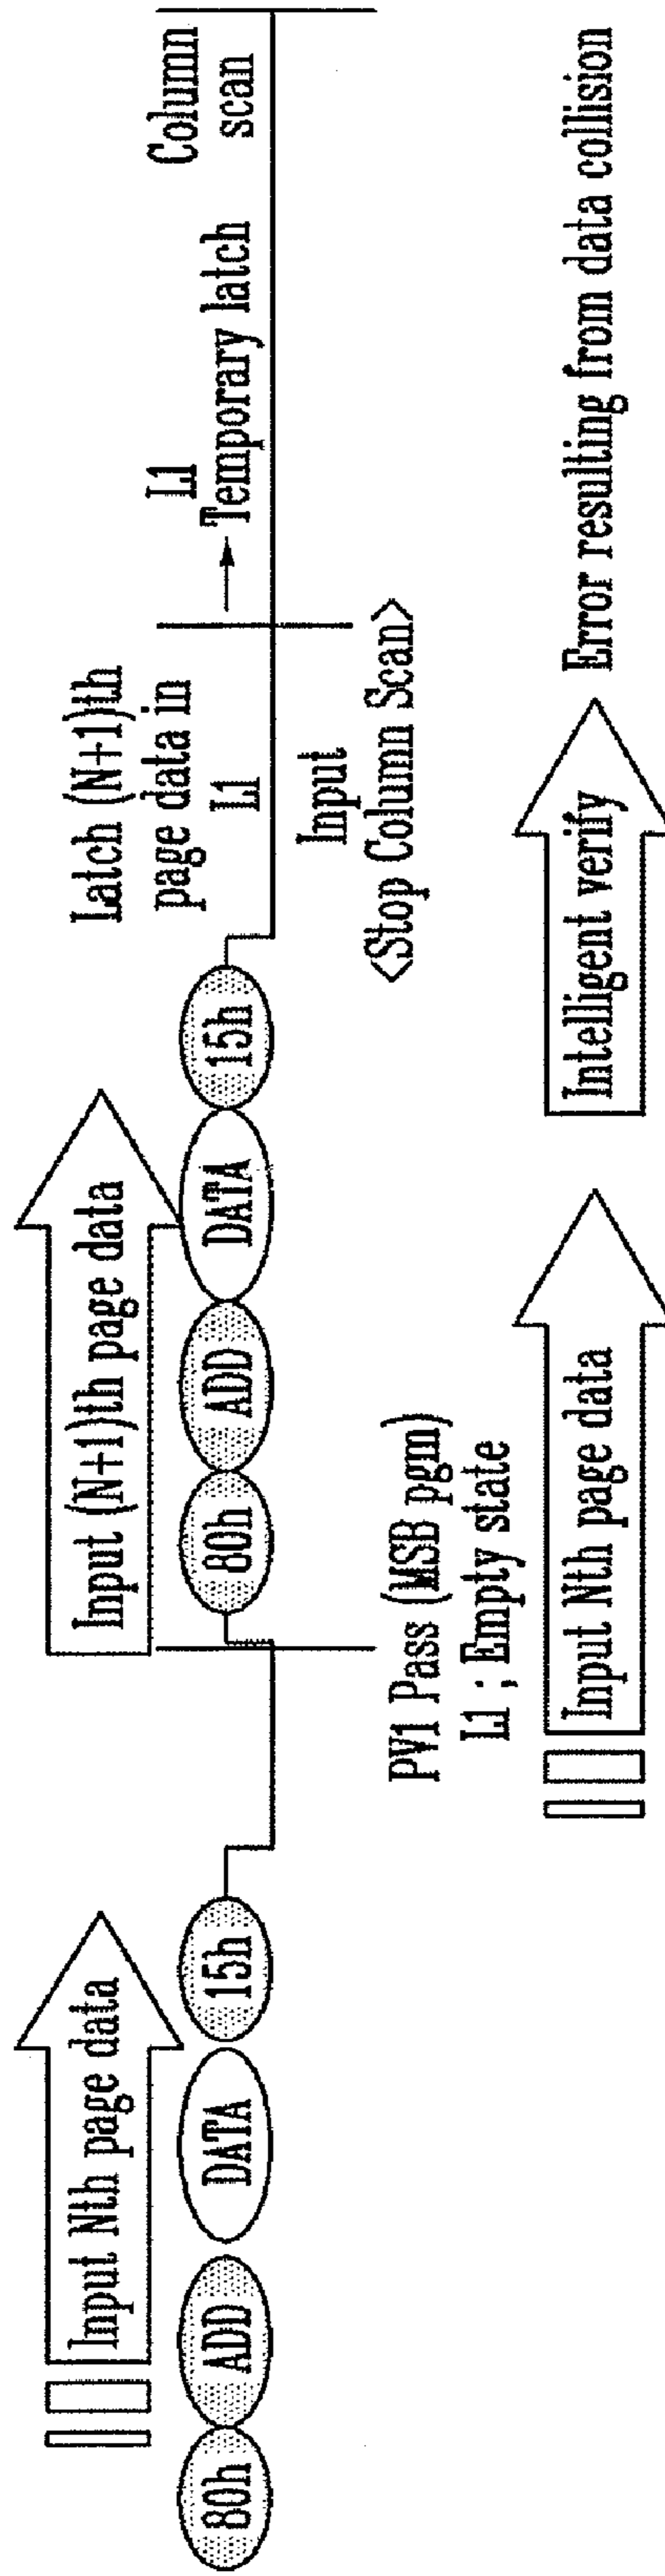 Input Nth page data
80h
ADD
DATA
15h
Input (N+1)th page data
80h
ADD
DATA
15h
PV1 Pass (MSB pgm)
L1 ; Empty state
Latch (N+1)th
page data in
L1
Input
<Stop Column Scan>
L1
Temporary latch
Column
scan
Input Nth page data
Intelligent verify
Error resulting from data collision